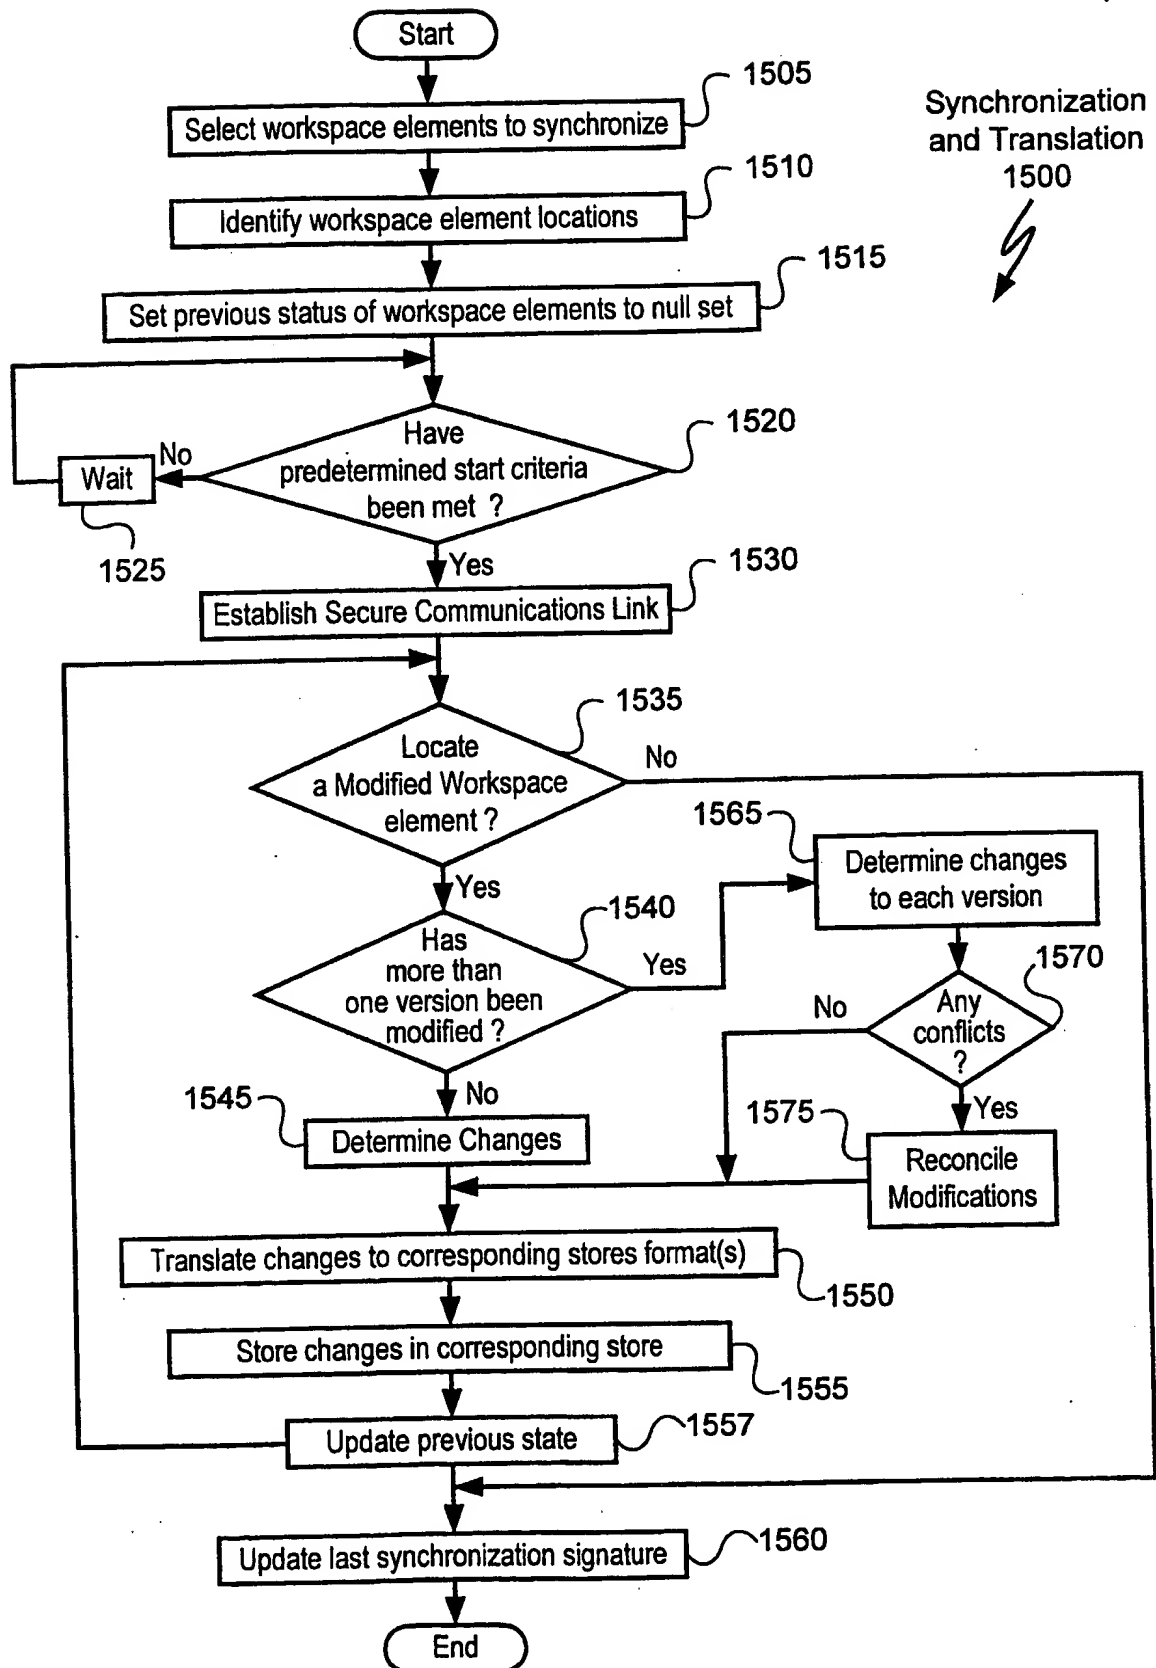 Start
1505
Select workspace elements to synchronize
Synchronization
and Translation
1500
1510
Identify workspace element locations
1515
Set previous status of workspace elements to null set
1520
Have
predetermined start criteria
been met ?
No
Wait
1525
Yes
1530
Establish Secure Communications Link
1535
Locate
a Modified Workspace
element ?
No
Yes
1565
Determine changes
to each version
1540
Has
more than
one version been
modified ?
Yes
1570
Any
conflicts
?
No
No
Yes
1545
Determine Changes
1575
Reconcile
Modifications
Translate changes to corresponding stores format(s)
1550
Store changes in corresponding store
1555
1557
Update previous state
1560
Update last synchronization signature
End